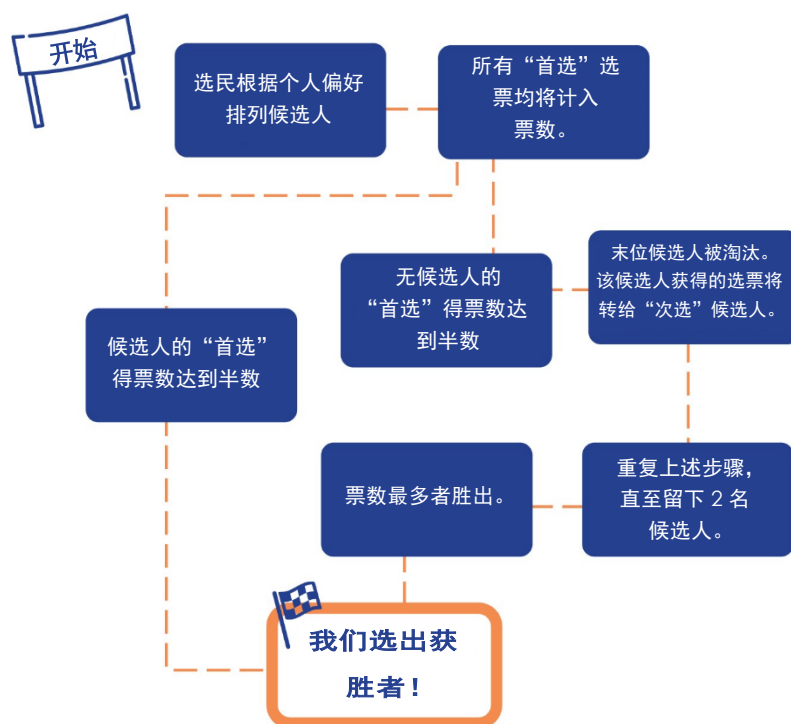 开始
选民根据个人偏好
排列候选人
所有“首选”选
票均将计入
票数。
无候选人的
“首选”得票数达
到半数
末位候选人被淘汰。
该候选人获得的选票将
转给“次选”候选人。
候选人的“首选”
得票数达到半数
票数最多者胜出。
重复上述步骤，
直至留下 2 名
候选人。
我们选出获
胜者！